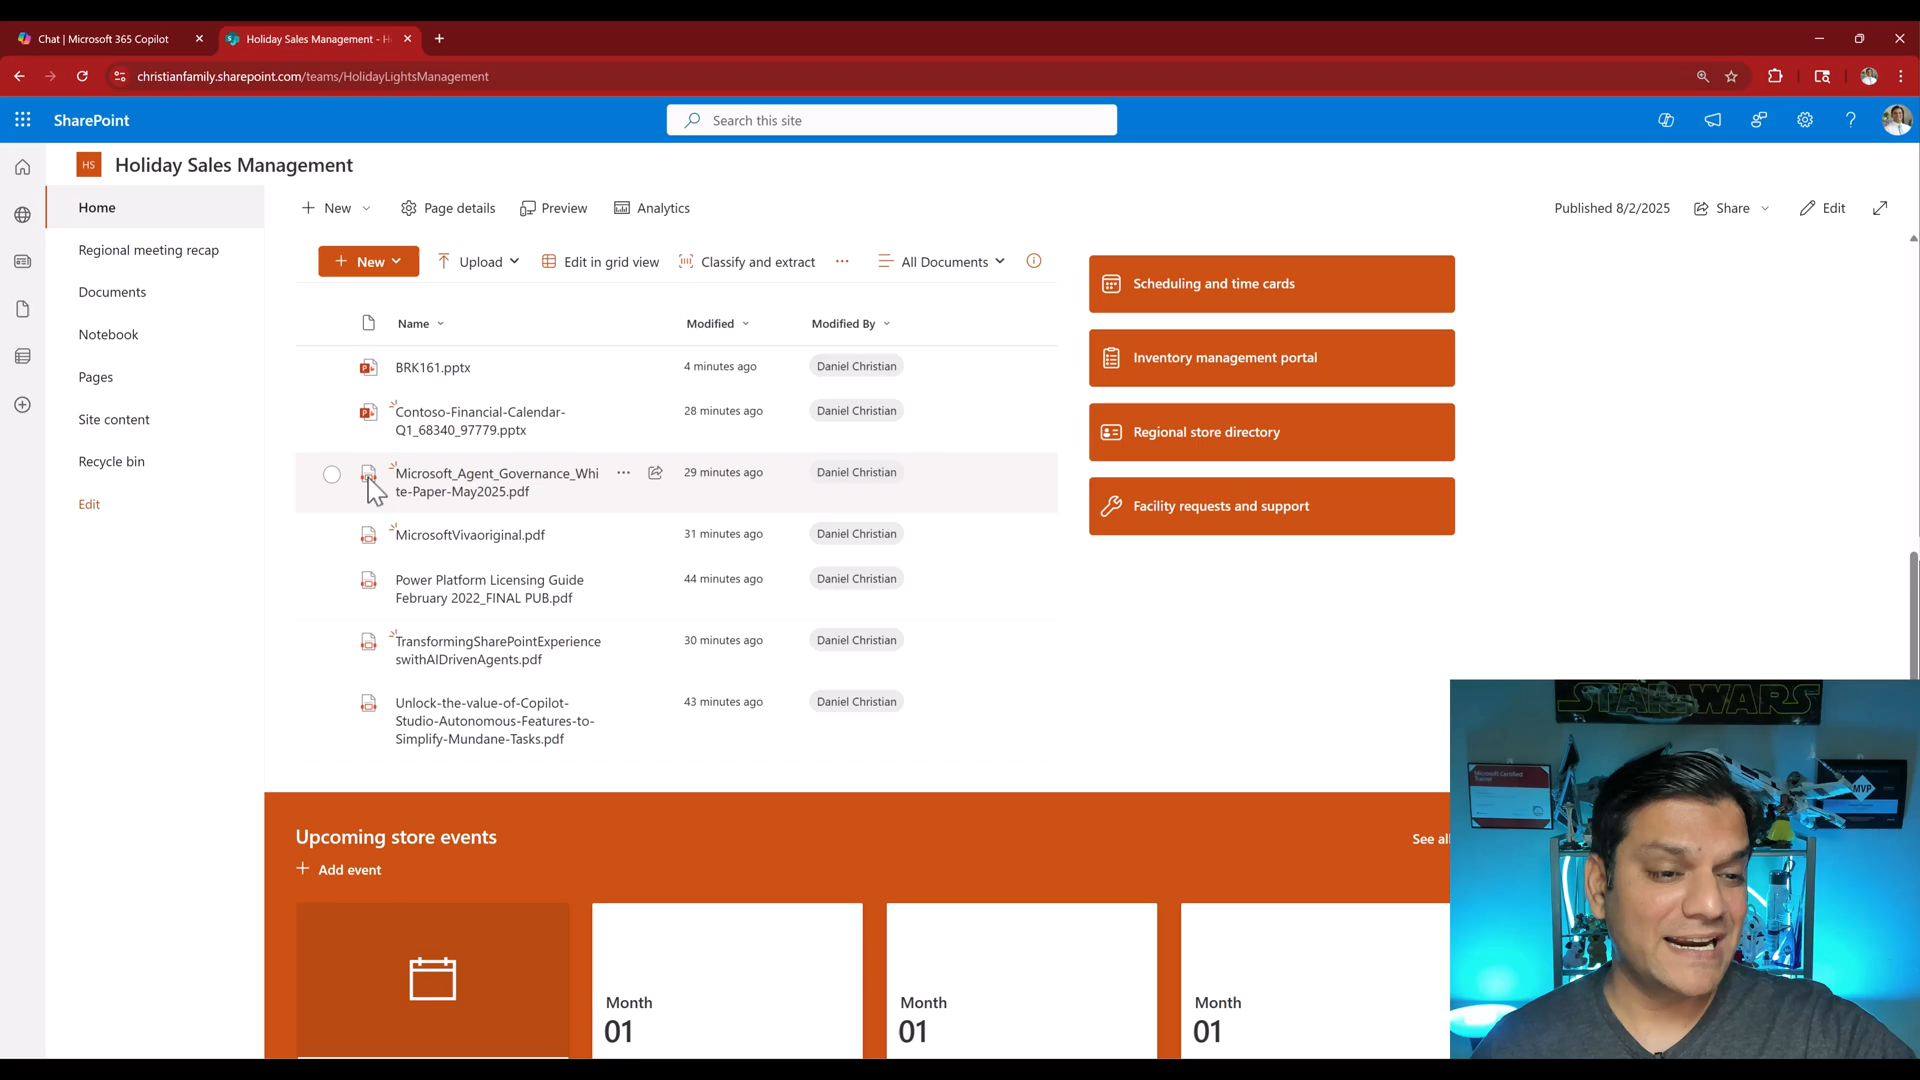 Chat | Microsoft 365 Copilot
Holiday Sales Management - H
christianfamily.sharepoint.com/teams/HolidayLightsManagement
SharePoint
Search this site
HS
Holiday Sales Management
Home
Regional meeting recap
Documents
Notebook
Pages
Site content
Recycle bin
Edit
New
Page details
Preview
Analytics
Published 8/2/2025
Share
Edit
New
Upload
Edit in grid view
Classify and extract
All Documents
Name
Modified
Modified By
BRK161.pptx
4 minutes ago
Daniel Christian
Contoso-Financial-Calendar-
Q1_68340_97779.pptx
28 minutes ago
Daniel Christian
Microsoft_Agent_Governance_Whi
te-Paper-May2025.pdf
29 minutes ago
Daniel Christian
MicrosoftVivaoriginal.pdf
31 minutes ago
Daniel Christian
Power Platform Licensing Guide
February 2022_FINAL PUB.pdf
44 minutes ago
Daniel Christian
TransformingSharePointExperience
swithAIDrivenAgents.pdf
30 minutes ago
Daniel Christian
Unlock-the-value-of-Copilot-
Studio-Autonomous-Features-to-
Simplify-Mundane-Tasks.pdf
43 minutes ago
Daniel Christian
Scheduling and time cards
Inventory management portal
Regional store directory
Facility requests and support
Upcoming store events
See all
Add event
Month
01
Month
01
Month
01
STAR WARS
Microsoft Certified
Trainer
MVP